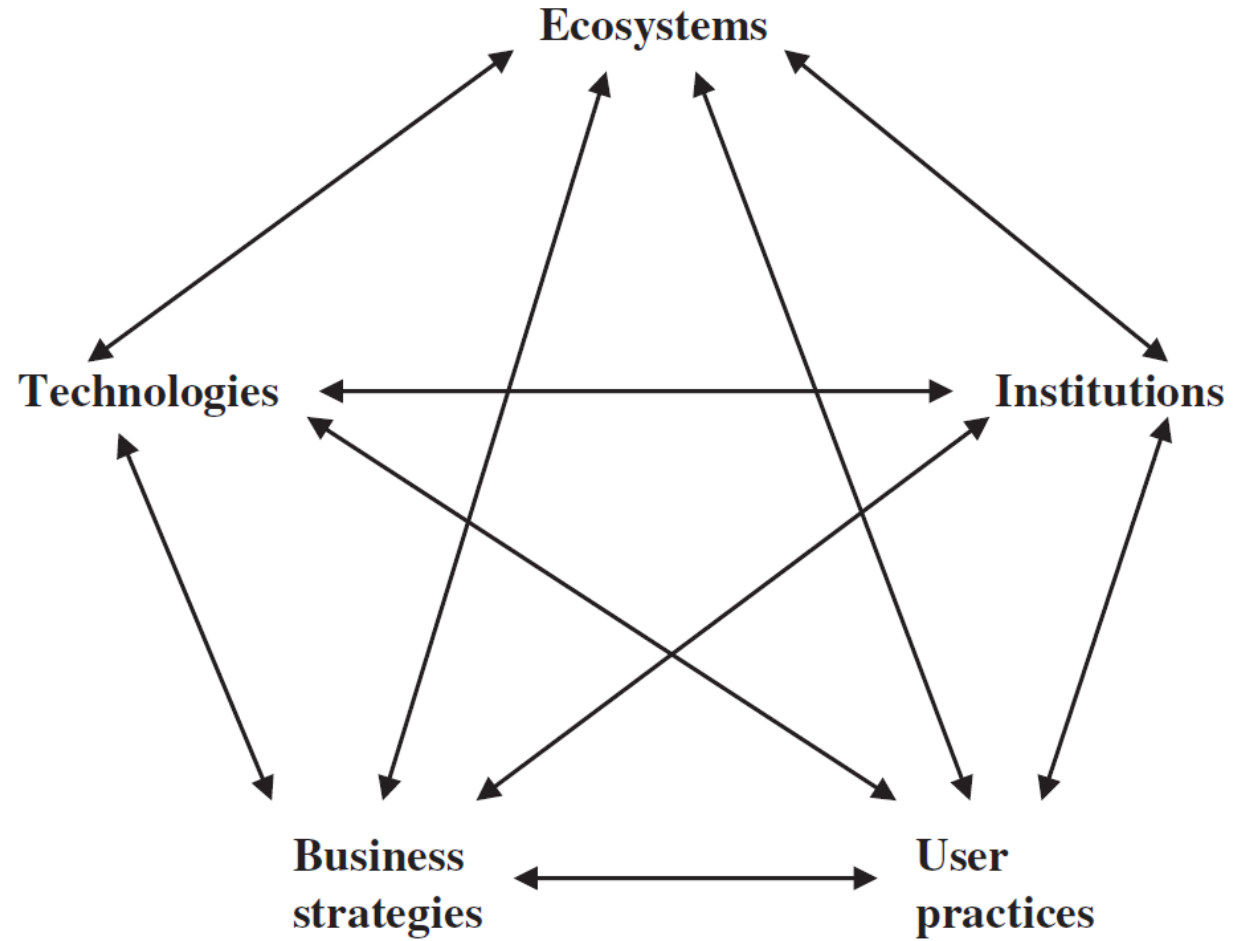 Ecosystems
Technologies
Institutions
Business
strategies
User
practices